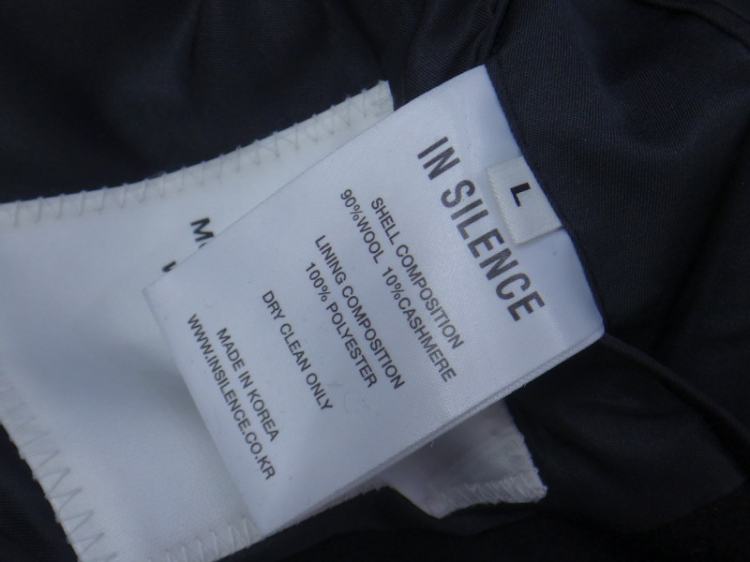 IN SILENCE
L
SHELL COMPOSITION
90%WOOL 10%CASHMERE
LINING COMPOSITION
100% POLYESTER
DRY CLEAN ONLY
MADE IN KOREA
WWW.INSILENCE.CO.KR